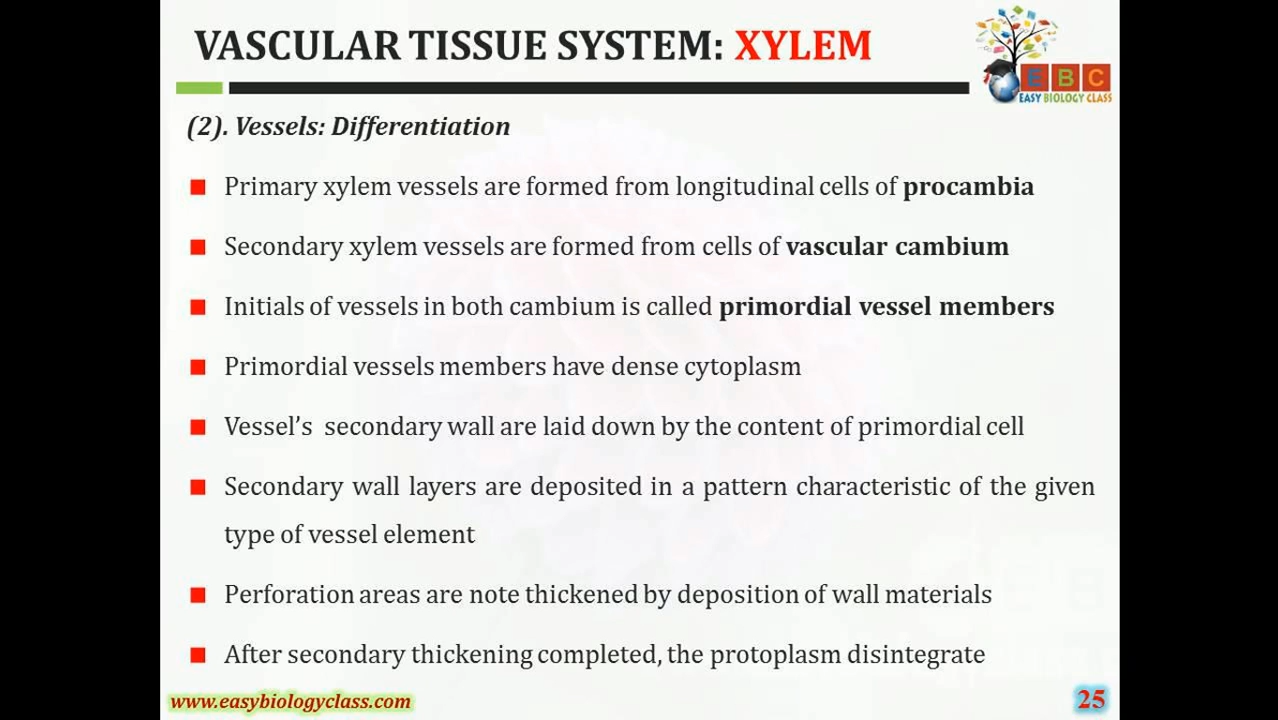 VASCULAR TISSUE SYSTEM: XYLEM
E B C
EASY BIOLOGY CLASS
(2). Vessels: Differentiation
Primary xylem vessels are formed from longitudinal cells of procambia
Secondary xylem vessels are formed from cells of vascular cambium
Initials of vessels in both cambium is called primordial vessel members
Primordial vessels members have dense cytoplasm
Vessel’s secondary wall are laid down by the content of primordial cell
Secondary wall layers are deposited in a pattern characteristic of the given
type of vessel element
Perforation areas are note thickened by deposition of wall materials
After secondary thickening completed, the protoplasm disintegrate
www.easybiologyclass.com
25